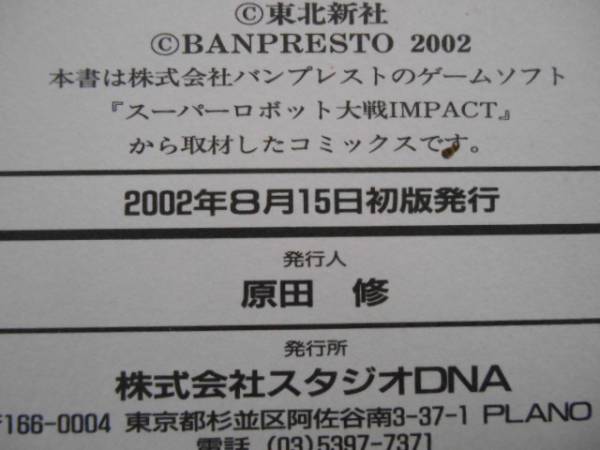 ©東北新社
©BANPRESTO 2002
本書は株式会社バンプレストのゲームソフト
『スーパーロボット大戦IMPACT』
から取材したコミックスです。
2002年8月15日初版発行
発行人
原田 修
発行所
株式会社スタジオDNA
〒166-0004 東京都杉並区阿佐谷南3-37-1 PLANO
電話 (03)5397-7371